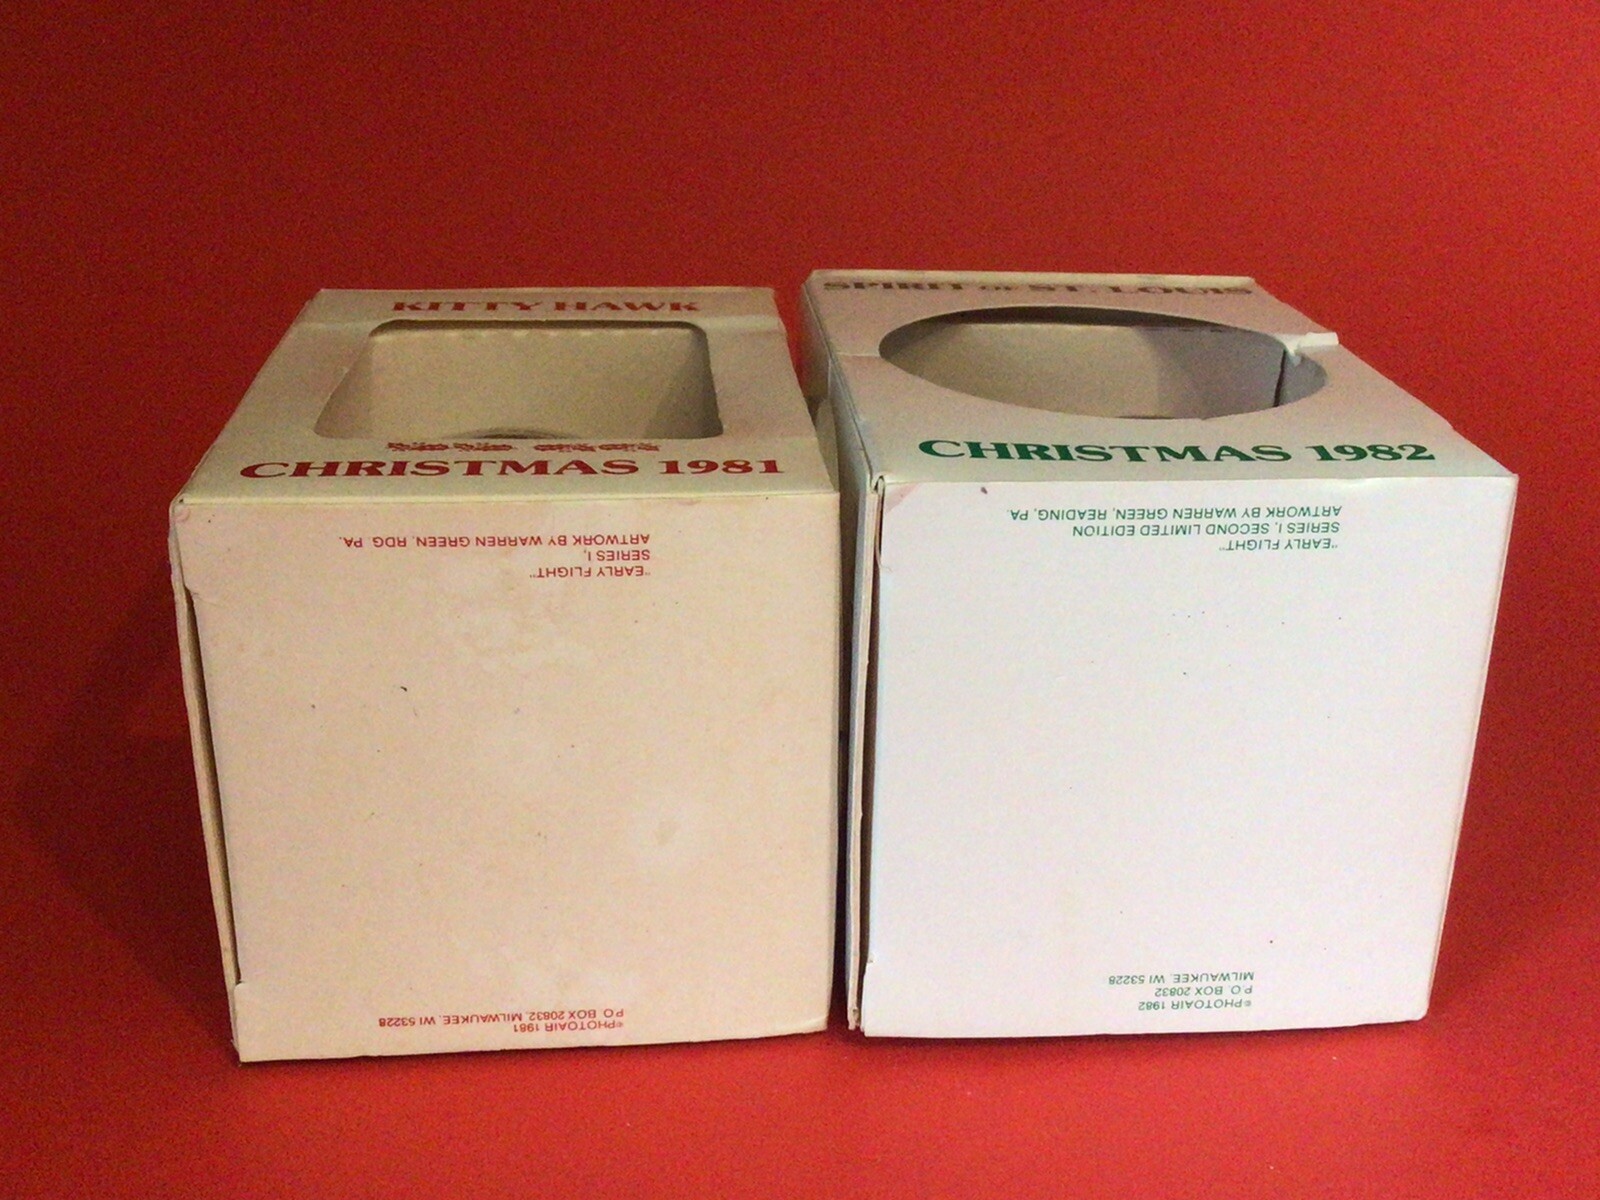 KITTY HAWK
CHRISTMAS 1981
"EARLY FLIGHT"
SERIES I,
ARTWORK BY WARREN GREEN, RDG. PA.
©PHOTOAIR 1981
P.O. BOX 20832, MILWAUKEE, WI 53228
SPIRIT OF ST. LOUIS
CHRISTMAS 1982
"EARLY FLIGHT"
SERIES I, SECOND LIMITED EDITION
ARTWORK BY WARREN GREEN, READING, PA.
©PHOTOAIR 1982
P.O. BOX 20832
MILWAUKEE, WI 53228